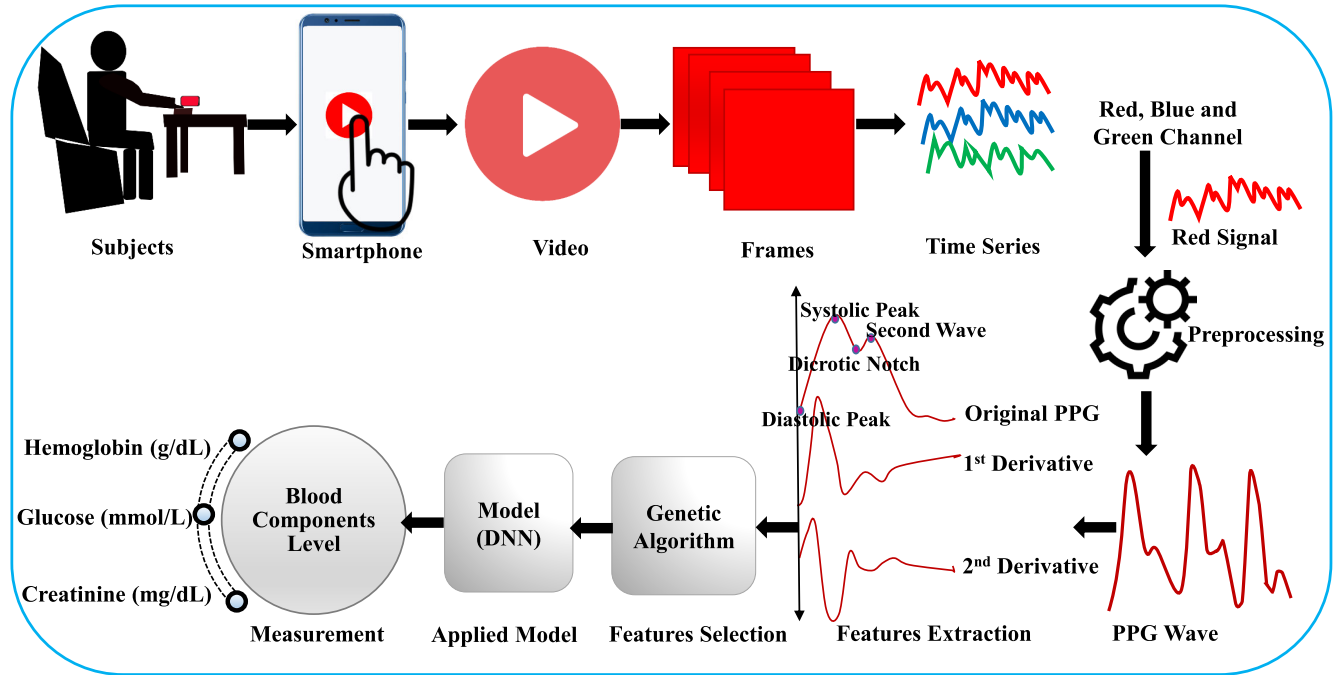 Subjects
Smartphone
Video
Frames
Time Series
Red, Blue and
Green Channel
Red Signal
Preprocessing
Systolic Peak
Second Wave
Dicrotic Notch
Diastolic Peak
Original PPG
1st Derivative
2nd Derivative
PPG Wave
Features Extraction
Genetic
Algorithm
Features Selection
Model
(DNN)
Applied Model
Blood
Components
Level
Measurement
Hemoglobin (g/dL)
Glucose (mmol/L)
Creatinine (mg/dL)